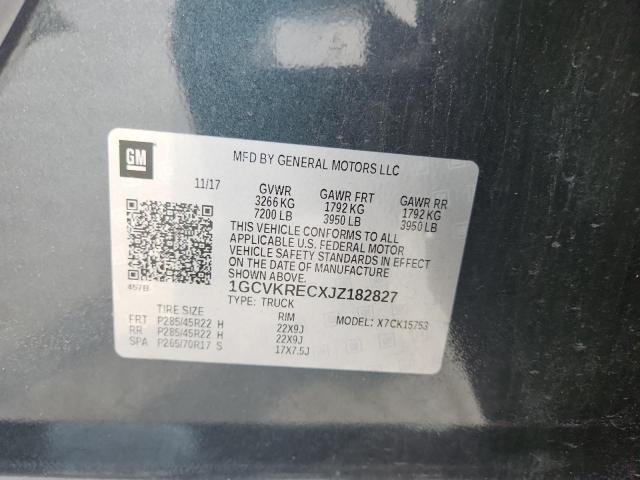 GM
MFD BY GENERAL MOTORS LLC
11/17 GVWR GAWR FRT GAWR RR
3266 KG 1792 KG 1792 KG
7200 LB 3950 LB 3950 LB
THIS VEHICLE CONFORMS TO ALL
APPLICABLE U.S. FEDERAL MOTOR
VEHICLE SAFETY STANDARDS IN EFFECT
ON THE DATE OF MANUFACTURE
SHOWN ABOVE.
457B 1GCVKRECXJZ182827
TYPE: TRUCK
TIRE SIZE RIM MODEL: X7CK15753
FRT P285/45R22 H 22X9J
RR P285/45R22 H 22X9J
SPA P265/70R17 S 17X7.5J